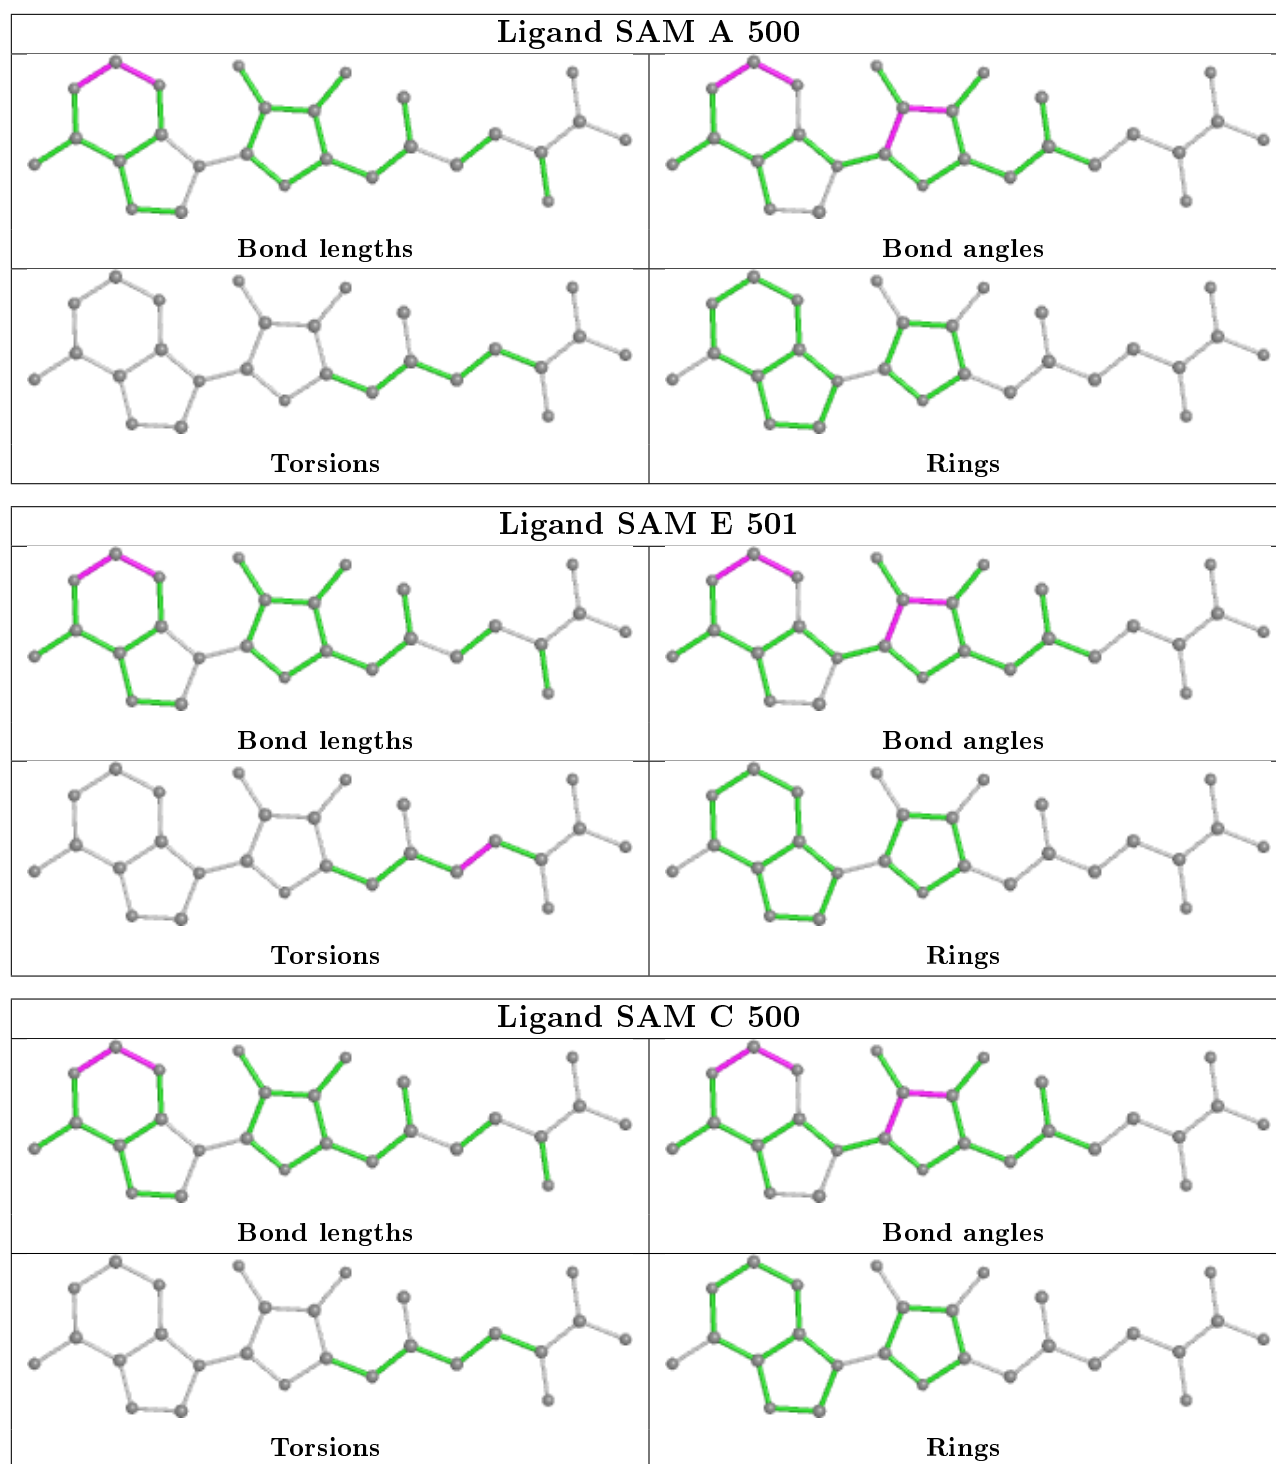 Ligand SAM A 500
Bond lengths
Bond angles
Torsions
Rings
Ligand SAM E 501
Bond lengths
Bond angles
Torsions
Rings
Ligand SAM C 500
Bond lengths
Bond angles
Torsions
Rings